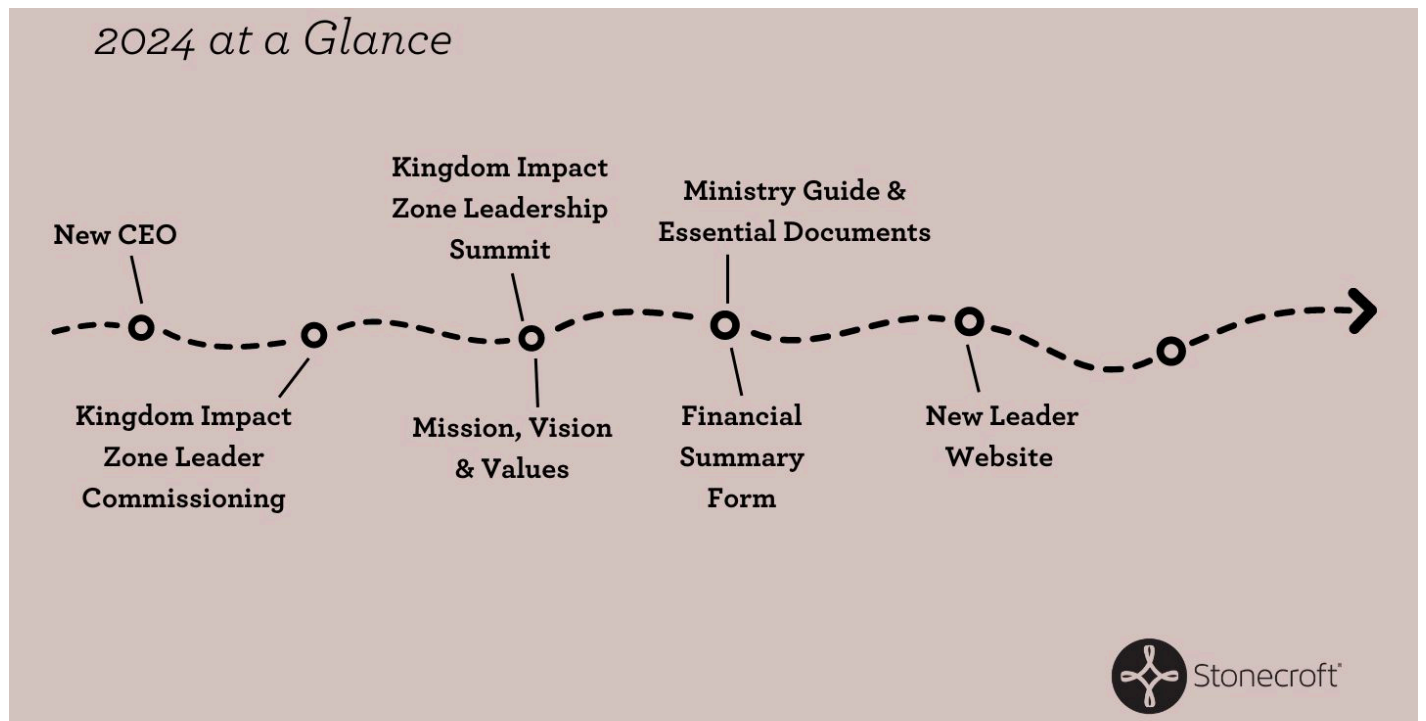 2024 at a Glance
New CEO
Kingdom Impact
Zone Leader
Commissioning
Kingdom Impact
Zone Leadership
Summit
Mission, Vision
& Values
Ministry Guide &
Essential Documents
Financial
Summary
Form
New Leader
Website
Stonecroft®